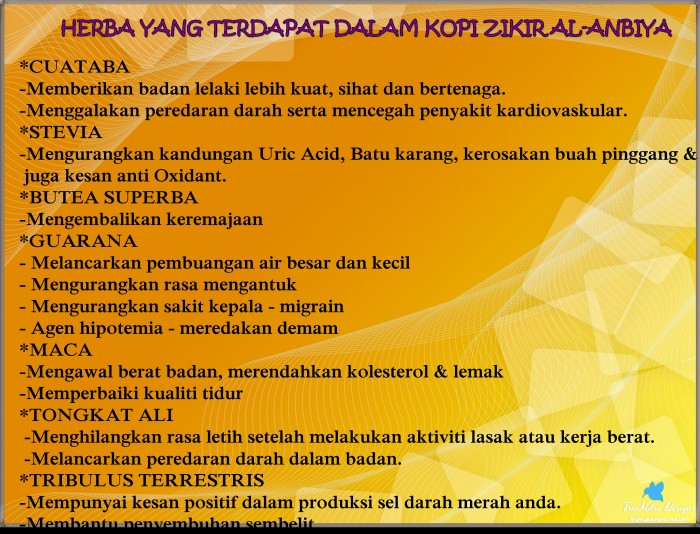 HERBA YANG TERDAPAT DALAM KOPI ZIKIR AL-ANBIYA
*CUATABA
-Memberikan badan lelaki lebih kuat, sihat dan bertenaga.
-Menggalakan peredaran darah serta mencegah penyakit kardiovaskular.
*STEVIA
-Mengurangkan kandungan Uric Acid, Batu karang, kerosakan buah pinggang &
juga kesan anti Oxidant.
*BUTEA SUPERBA
-Mengembalikan keremajaan
*GUARANA
- Melancarkan pembuangan air besar dan kecil
- Mengurangkan rasa mengantuk
- Mengurangkan sakit kepala - migrain
- Agen hipotemia - meredakan demam
*MACA
-Mengawal berat badan, merendahkan kolesterol & lemak
-Memperbaiki kualiti tidur
*TONGKAT ALI
-Menghilangkan rasa letih setelah melakukan aktiviti lasak atau kerja berat.
-Melancarkan peredaran darah dalam badan.
*TRIBULUS TERRESTRIS
-Mempunyai kesan positif dalam produksi sel darah merah anda.
-Membantu penyembuhan sembelit